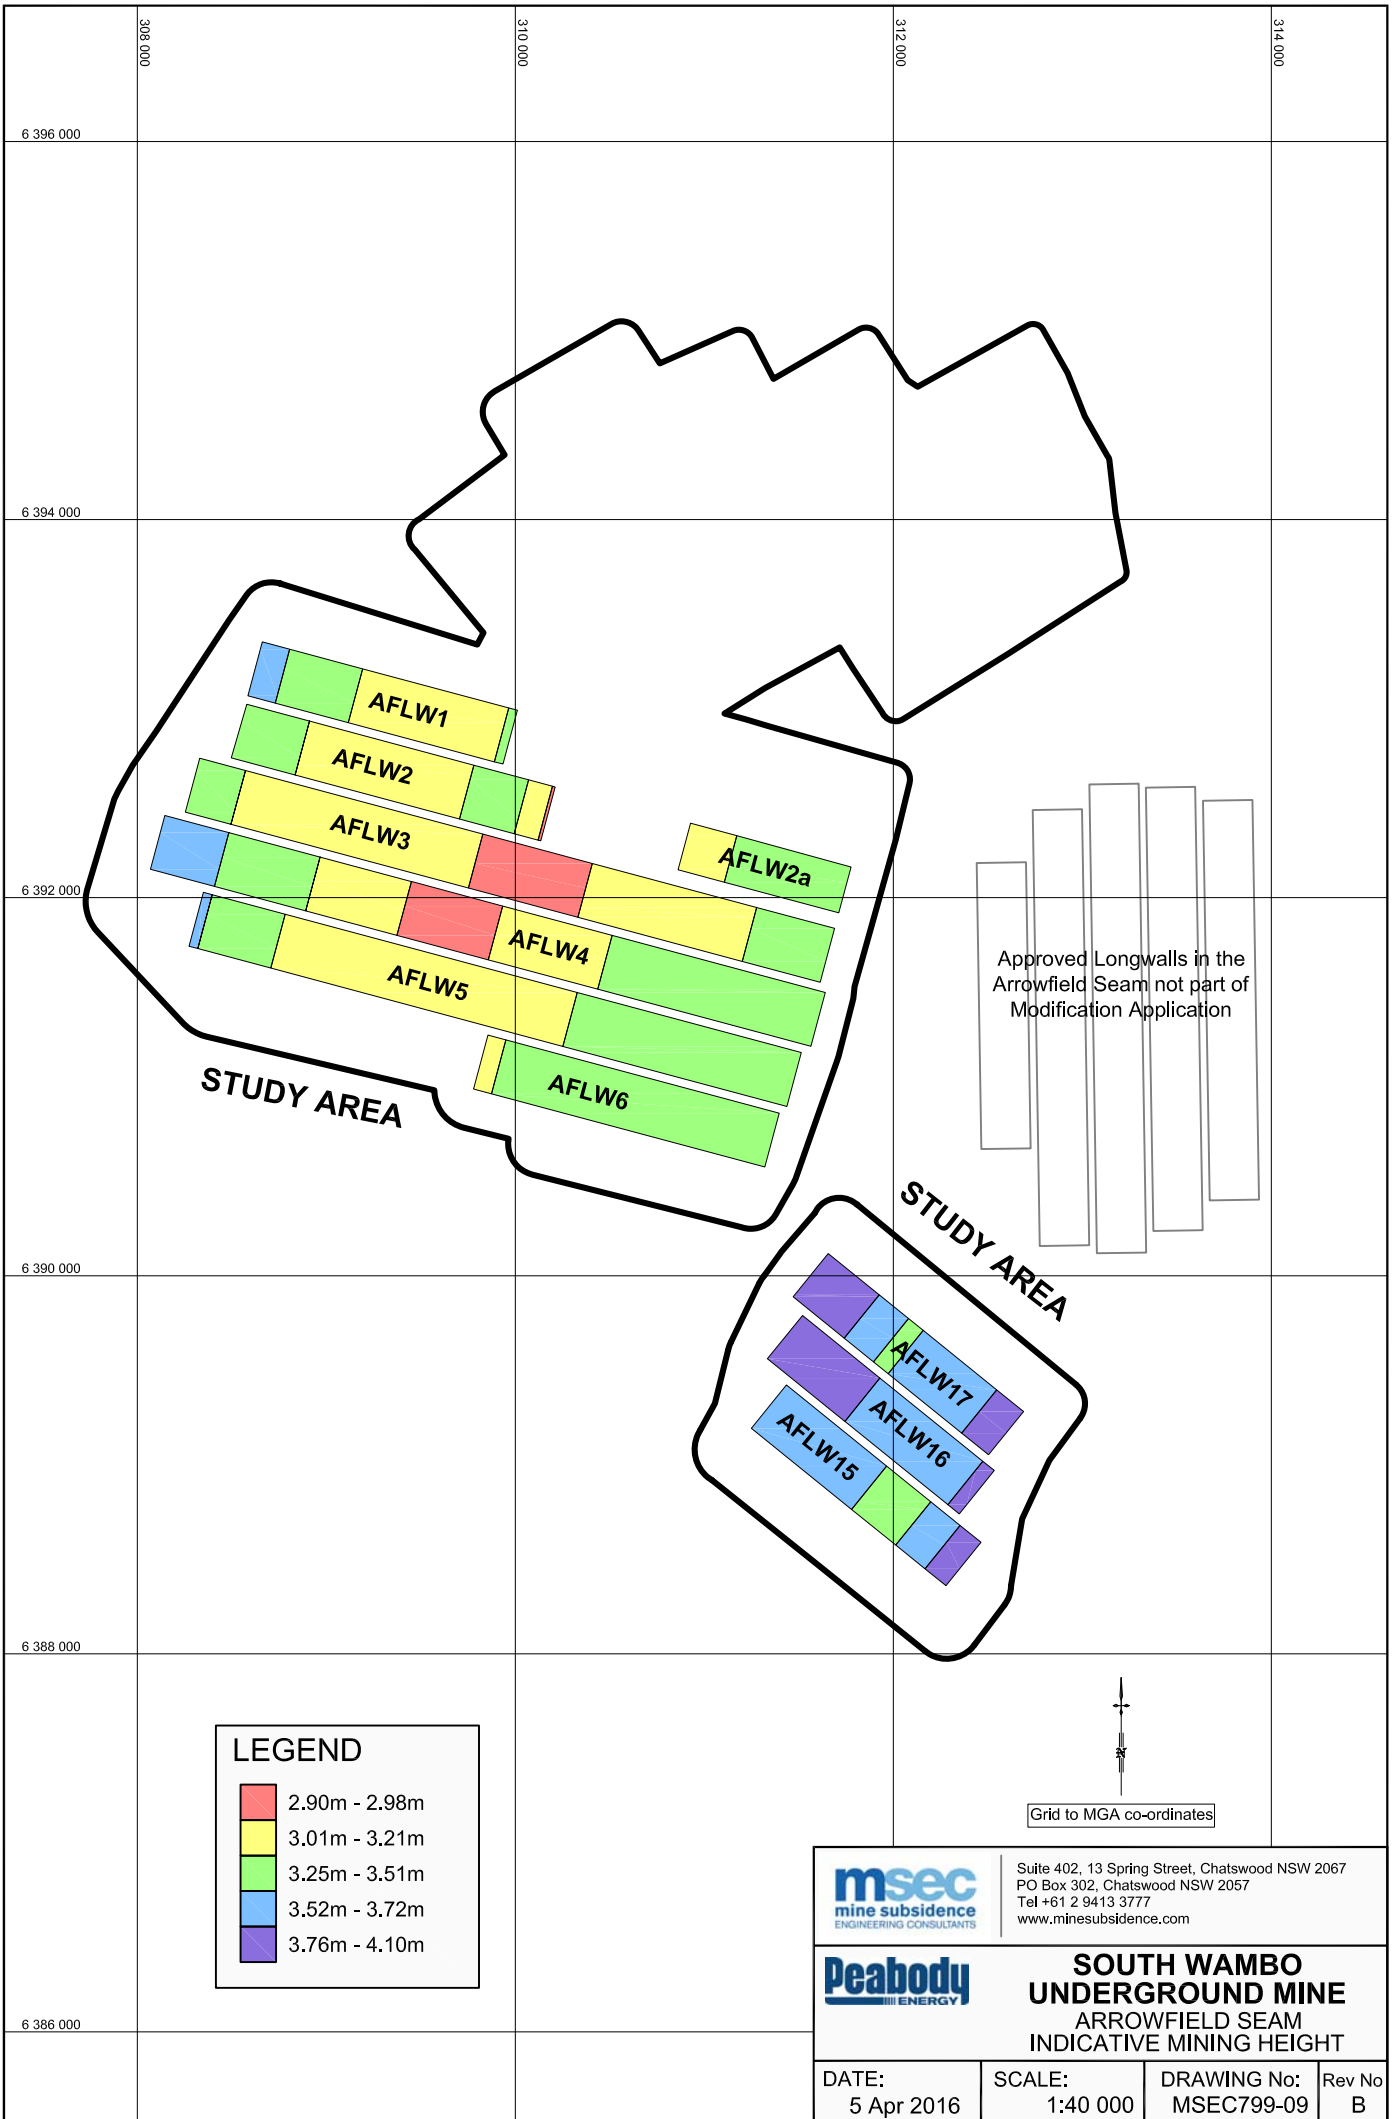 308 000
310 000
312 000
314 000
6 396 000
6 394 000
6 392 000
6 390 000
6 388 000
6 386 000
AFLW1
AFLW2
AFLW3
AFLW2a
AFLW4
AFLW5
AFLW6
Approved Longwalls in the
Arrowfield Seam not part of
Modification Application
STUDY AREA
STUDY AREA
AFLW17
AFLW16
AFLW15
LEGEND
2.90m - 2.98m
3.01m - 3.21m
3.25m - 3.51m
3.52m - 3.72m
3.76m - 4.10m
N
Grid to MGA co-ordinates
msec
mine subsidence
ENGINEERING CONSULTANTS
Suite 402, 13 Spring Street, Chatswood NSW 2067
PO Box 302, Chatswood NSW 2057
Tel +61 2 9413 3777
www.minesubsidence.com
Peabody
ENERGY
SOUTH WAMBO
UNDERGROUND MINE
ARROWFIELD SEAM
INDICATIVE MINING HEIGHT
DATE:
5 Apr 2016
SCALE:
1:40 000
DRAWING No:
MSEC799-09
Rev No
B